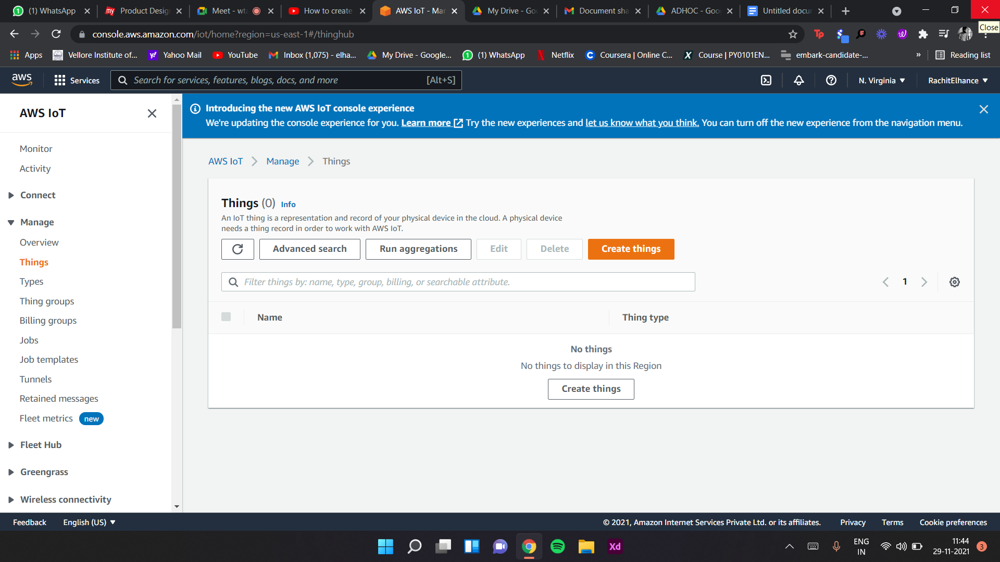 (1) WhatsApp
Product Desig
Meet - wt
How to create
AWS IoT - Ma
My Drive - Go
Document sha
ADHOC - Goo
Untitled docu
Close
console.aws.amazon.com/iot/home?region=us-east-1#/thinghub
Apps
Vellore Institute of...
Yahoo Mail
YouTube
Inbox (1,075) - elha...
My Drive - Google...
(1) WhatsApp
Netflix
Coursera | Online C...
Course | PY0101EN...
embark-candidate-...
»
Reading list
aws
Services
Search for services, features, blogs, docs, and more
[Alt+S]
N. Virginia
RachitElhance
AWS IoT
Introducing the new AWS IoT console experience
We're updating the console experience for you. Learn more Try the new experiences and let us know what you think. You can turn off the new experience from the navigation menu.
Monitor
Activity
Connect
Manage
Overview
Things
Types
Thing groups
Billing groups
Jobs
Job templates
Tunnels
Retained messages
Fleet metrics new
Fleet Hub
Greengrass
Wireless connectivity
AWS IoT
Manage
Things
Things (0) Info
An IoT thing is a representation and record of your physical device in the cloud. A physical device
needs a thing record in order to work with AWS IoT.
Advanced search
Run aggregations
Edit
Delete
Create things
Filter things by: name, type, group, billing, or searchable attribute.
1
Name
Thing type
No things
No things to display in this Region
Create things
Feedback
English (US)
© 2021, Amazon Internet Services Private Ltd. or its affiliates.
Privacy
Terms
Cookie preferences
Xd
ENG
IN
11:44
29-11-2021
3